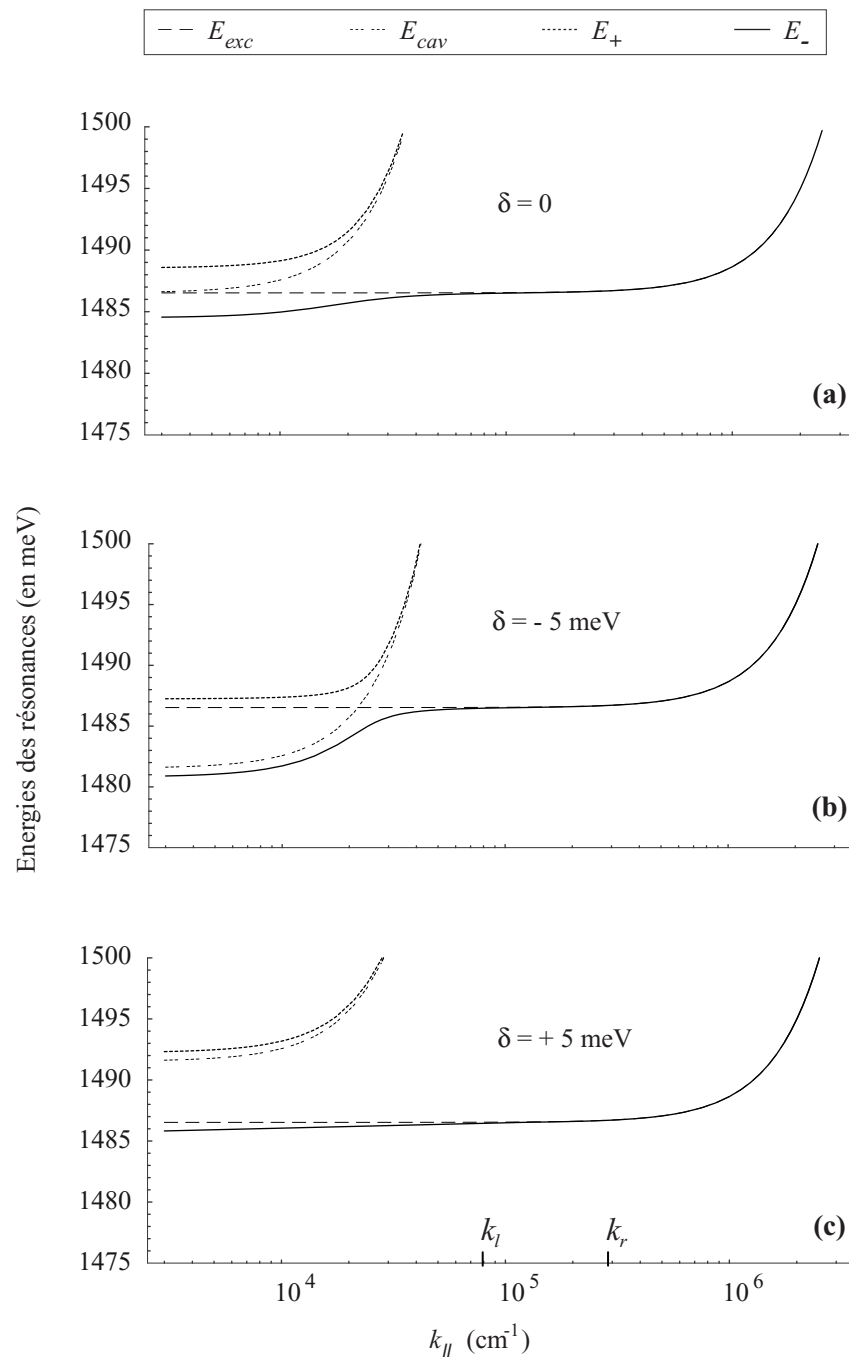 E_exc E_cav E_+ E_-
1500
1495
1490
1485
1480
1475
δ = 0
(a)
Energies des résonances (en meV)
1500
1495
1490
1485
1480
1475
δ = - 5 meV
(b)
1500
1495
1490
1485
1480
1475
δ = + 5 meV
(c)
k_l k_r
10^4 10^5 10^6
k_// (cm^-1)